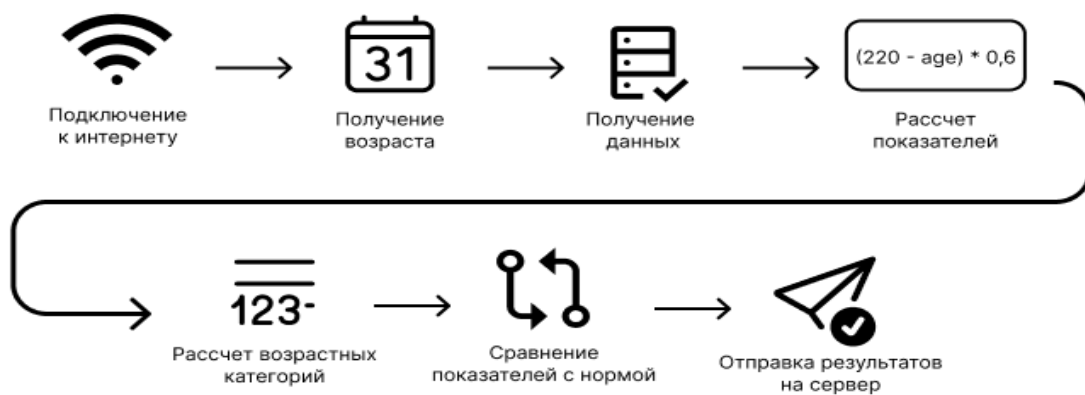 31
(220 - age) * 0,6
Подключение
к интернету
Получение
возраста
Получение
данных
Рассчет
показателей
123-
Рассчет возрастных
категорий
Сравнение
показателей с нормой
Отправка результатов
на сервер